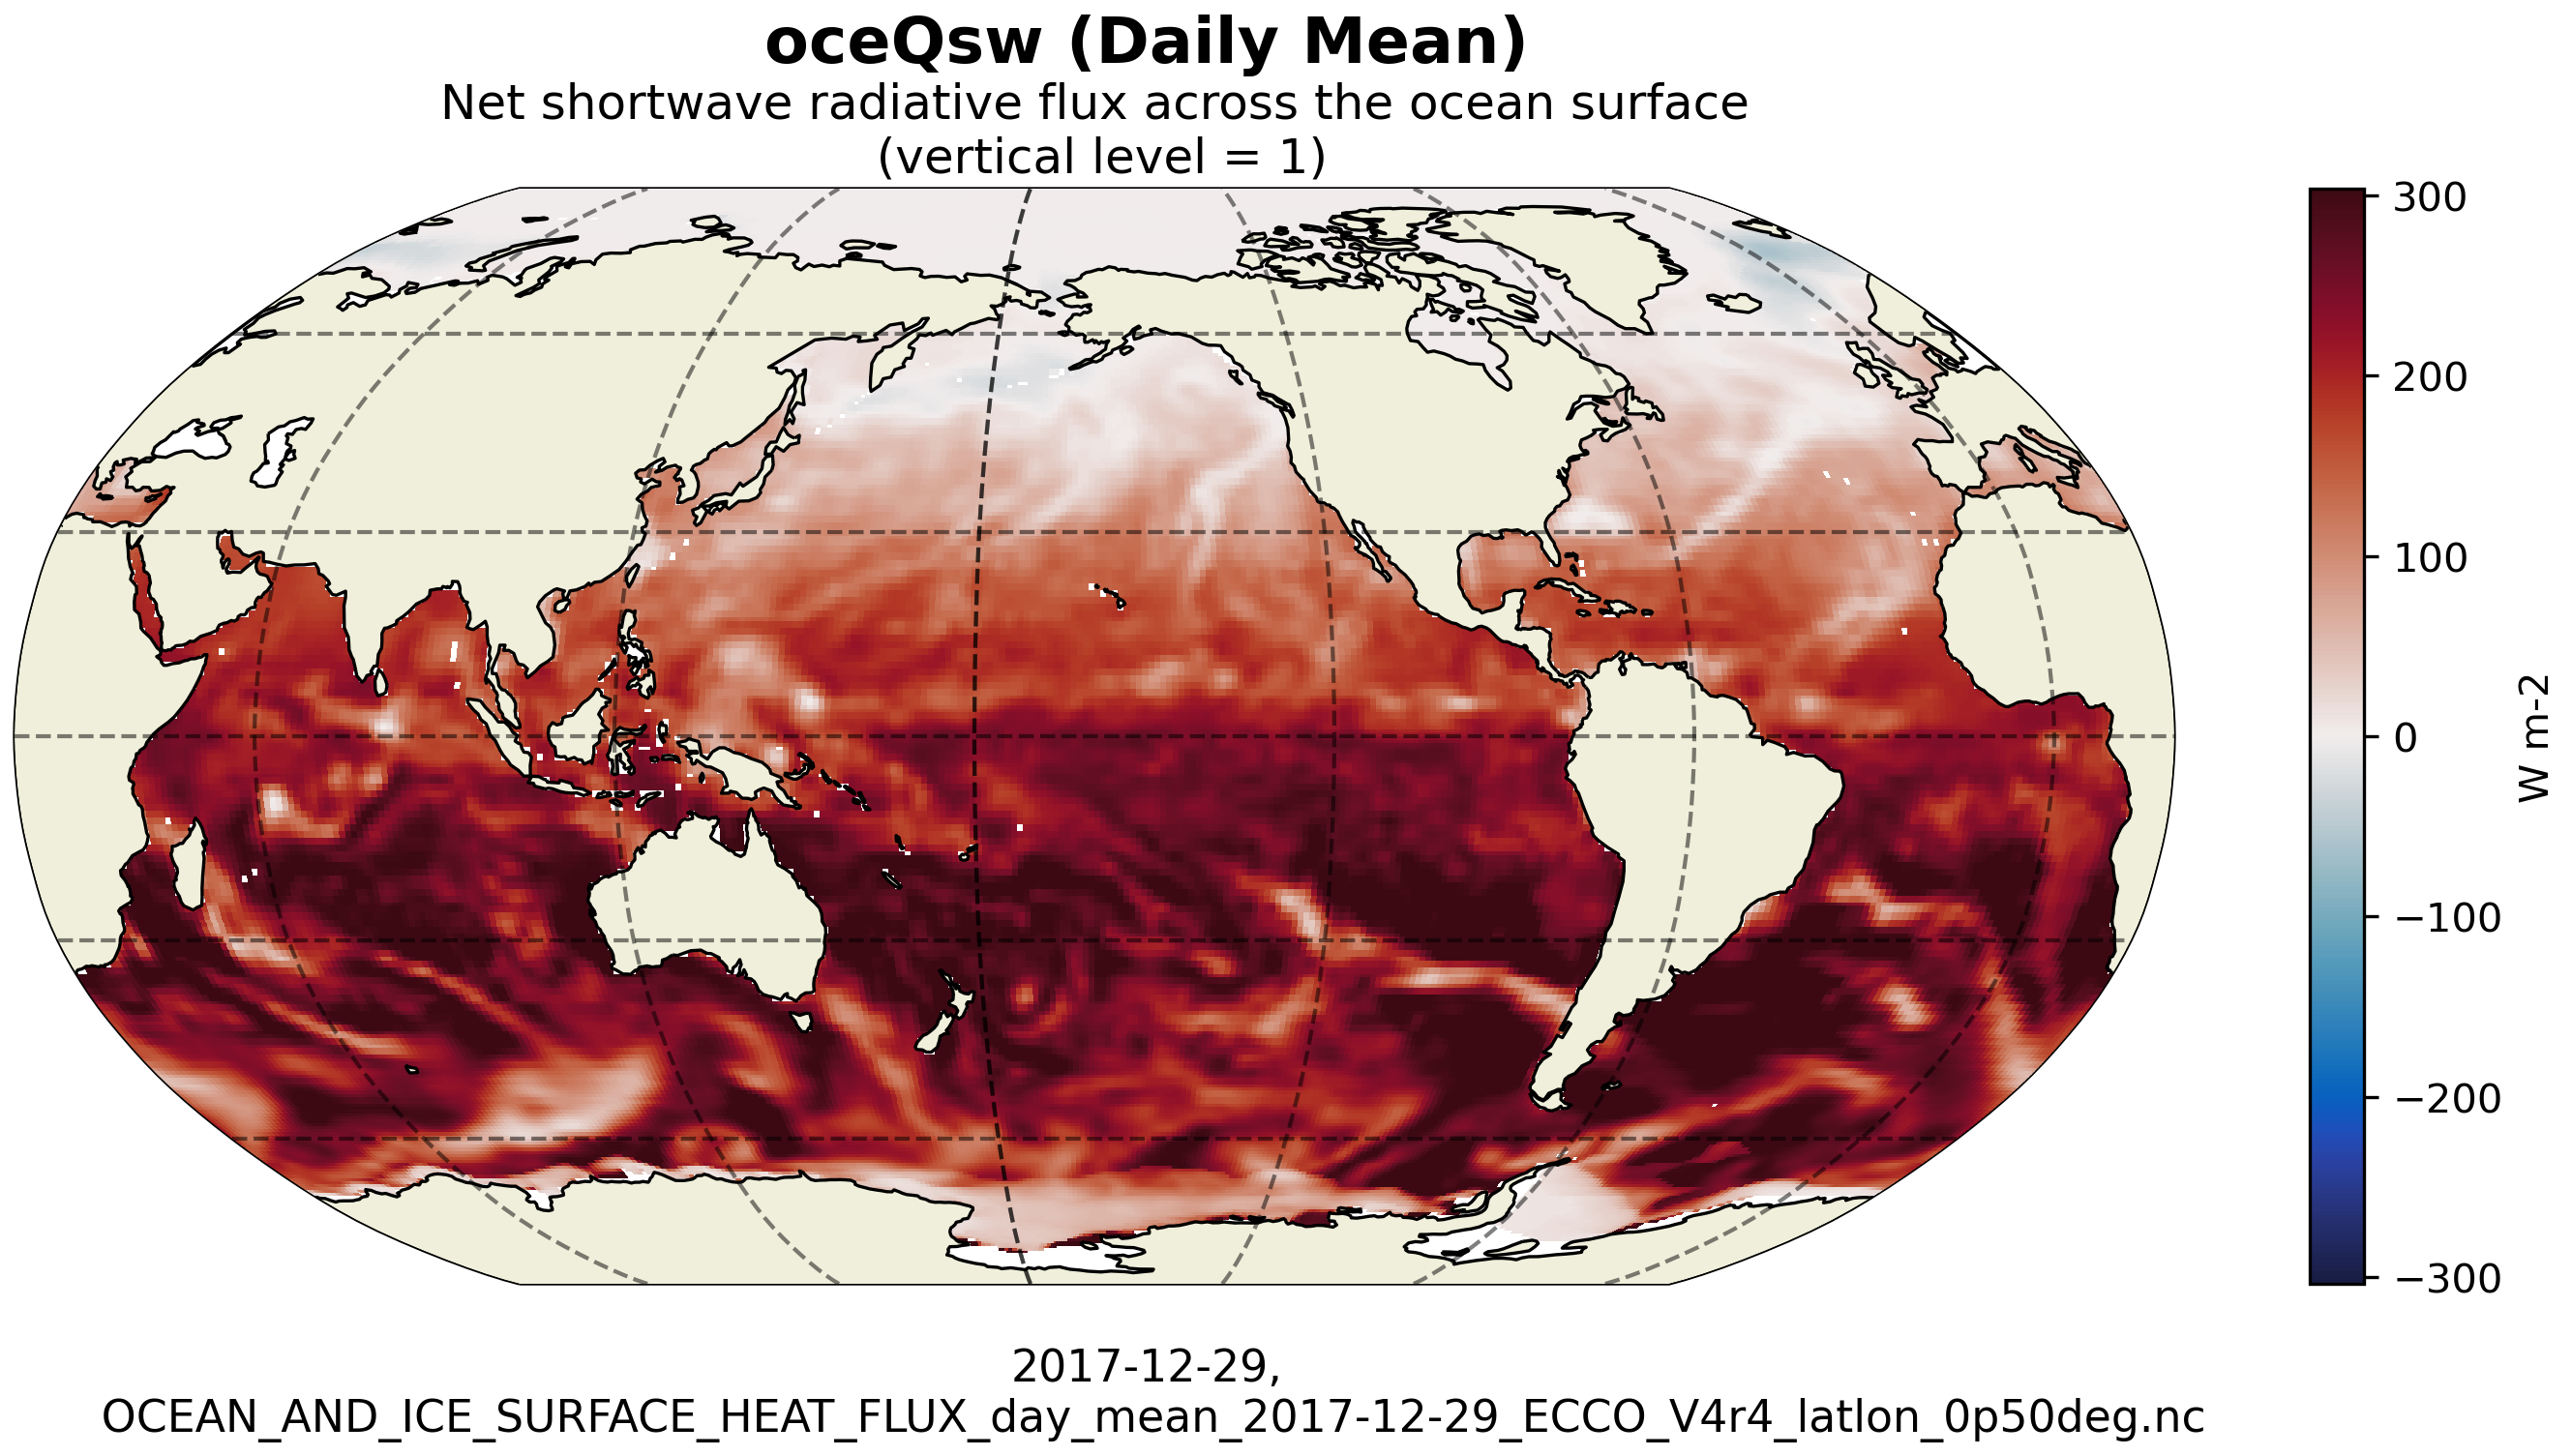 oceQsw (Daily Mean)
Net shortwave radiative flux across the ocean surface
(vertical level = 1)
300
200
100
0
−100
−200
−300
W m-2
2017-12-29,
OCEAN_AND_ICE_SURFACE_HEAT_FLUX_day_mean_2017-12-29_ECCO_V4r4_latlon_0p50deg.nc